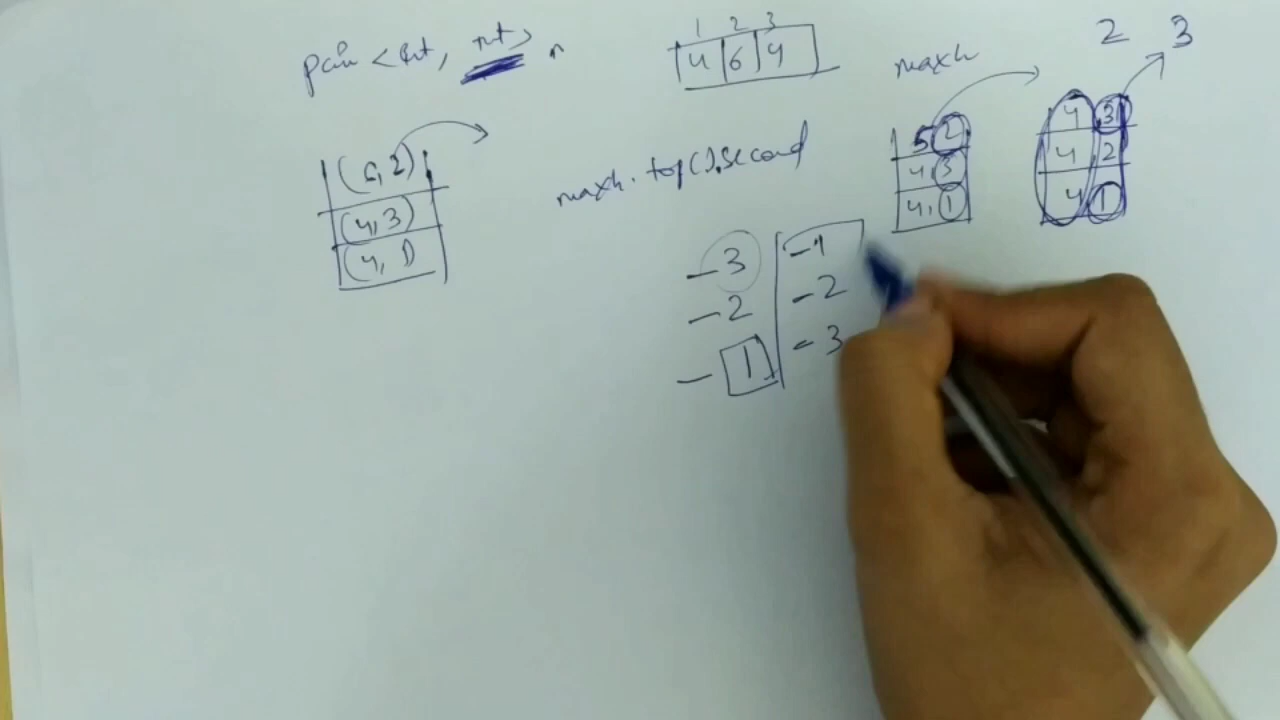 pair <int, int>
1 2 3
4 6 4
maxh
2 3
(6, 2)
(4, 3)
(4, 1)
maxh. top().second
5 2
4, 3
4, 1
4 3
4 2
4 1
-3 -1
-2 -2
-1 -3